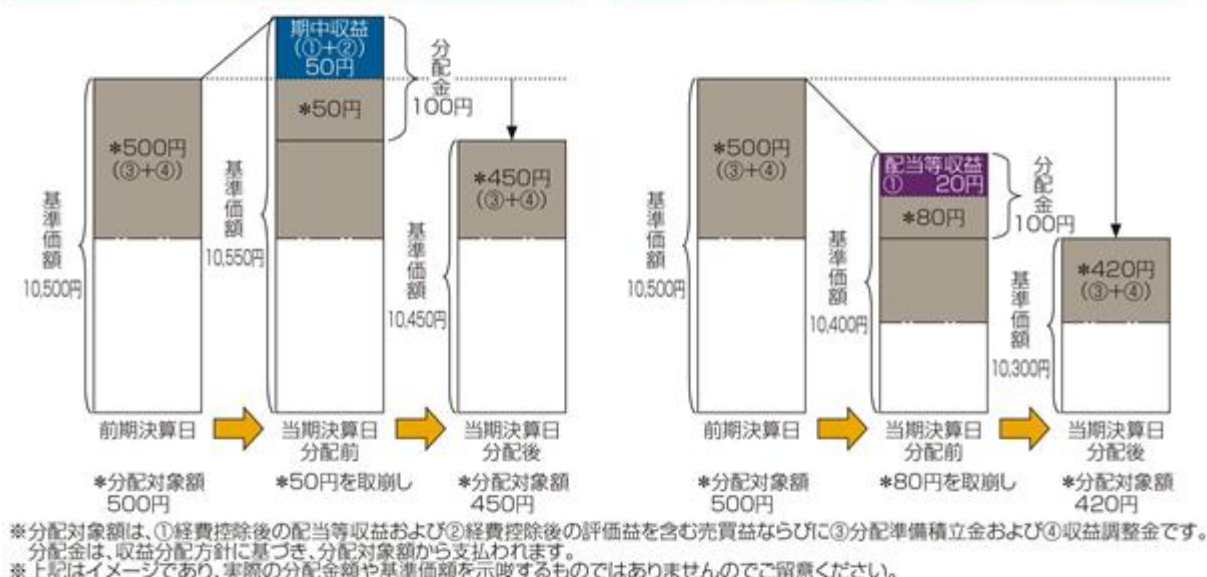 期中収益
(①+②)
50円
*50円
分配金
100円
*500円
(③+④)
*450円
(③+④)
基準価額
10,500円
基準価額
10,550円
基準価額
10,450円
前期決算日
当期決算日
分配前
当期決算日
分配後
*分配対象額
500円
*50円を取崩し
*分配対象額
450円
*500円
(③+④)
配当等収益
① 20円
*80円
分配金
100円
*420円
(③+④)
基準価額
10,500円
基準価額
10,400円
基準価額
10,300円
前期決算日
当期決算日
分配前
当期決算日
分配後
*分配対象額
500円
*80円を取崩し
*分配対象額
420円
※分配対象額は、①経費控除後の配当等収益および②経費控除後の評価益を含む売買益ならびに③分配準備積立金および④収益調整金です。
分配金は、収益分配方針に基づき、分配対象額から支払われます。
※上記はイメージであり、実際の分配金額や基準価額を示唆するものではありませんのでご留意ください。